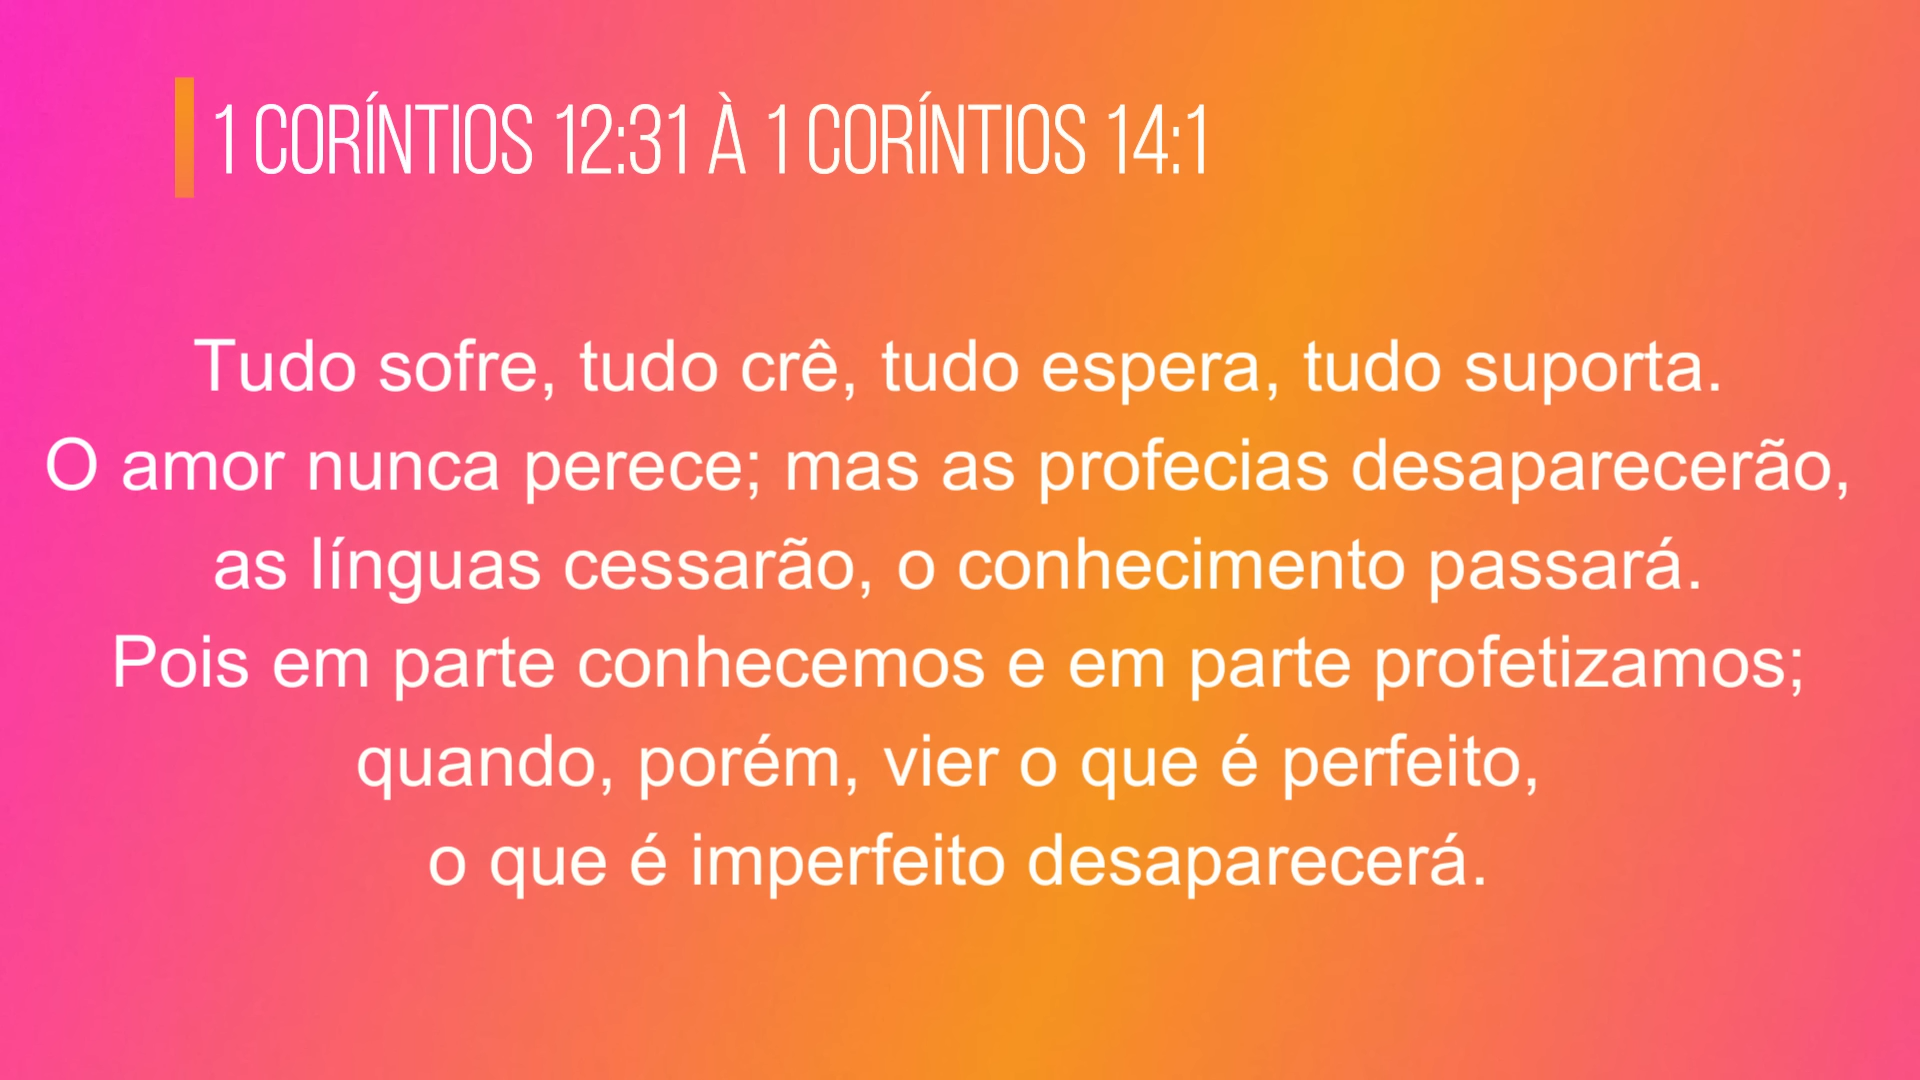 1 CORÍNTIOS 12:31 À 1 CORÍNTIOS 14:1
Tudo sofre, tudo crê, tudo espera, tudo suporta.
O amor nunca perece; mas as profecias desaparecerão,
as línguas cessarão, o conhecimento passará.
Pois em parte conhecemos e em parte profetizamos;
quando, porém, vier o que é perfeito,
o que é imperfeito desaparecerá.